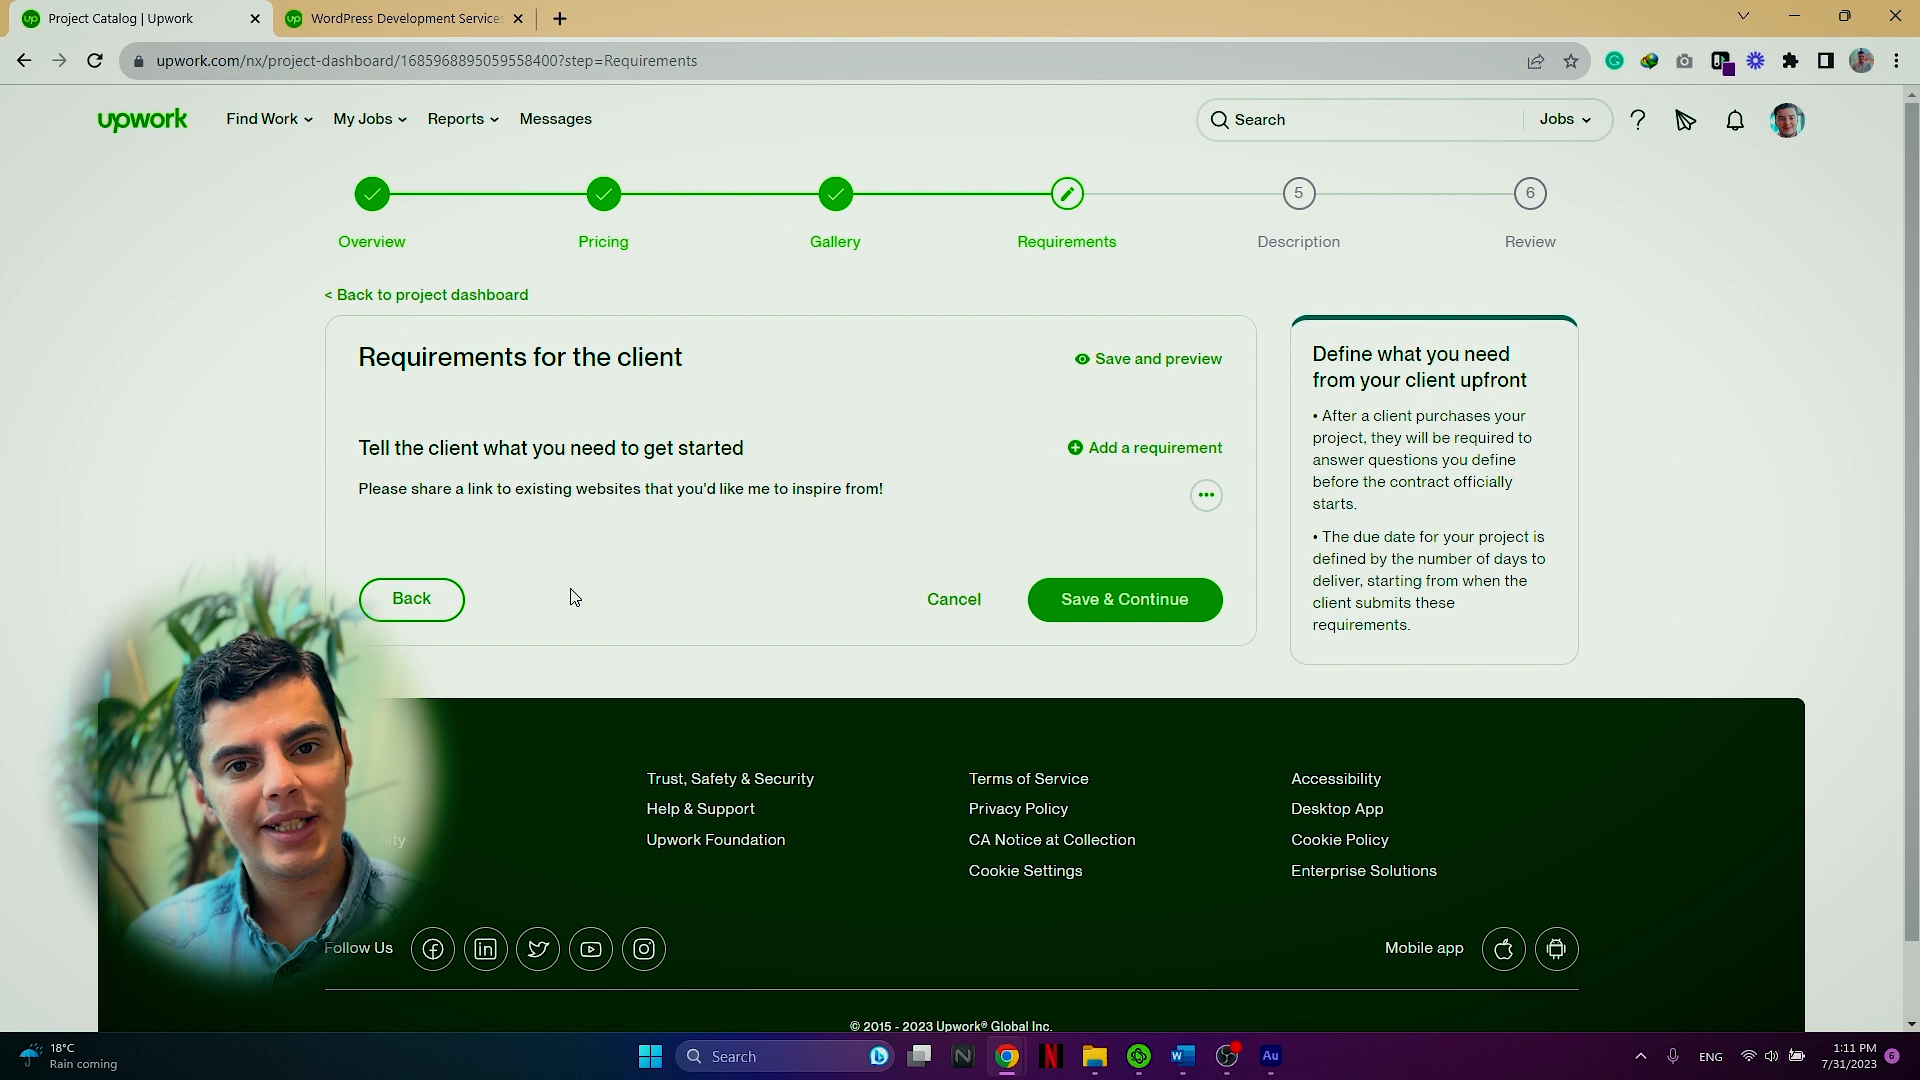 Project Catalog | Upwork
WordPress Development Services
upwork.com/nx/project-dashboard/1685968895059558400?step=Requirements
upwork
Find Work
My Jobs
Reports
Messages
Search
Jobs
5
6
Overview
Pricing
Gallery
Requirements
Description
Review
< Back to project dashboard
Requirements for the client
Save and preview
Tell the client what you need to get started
Add a requirement
Please share a link to existing websites that you'd like me to inspire from!
Back
Cancel
Save & Continue
Define what you need
from your client upfront
• After a client purchases your
project, they will be required to
answer questions you define
before the contract officially
starts.
• The due date for your project is
defined by the number of days to
deliver, starting from when the
client submits these
requirements.
Trust, Safety & Security
Help & Support
Upwork Foundation
Terms of Service
Privacy Policy
CA Notice at Collection
Cookie Settings
Accessibility
Desktop App
Cookie Policy
Enterprise Solutions
Follow Us
Mobile app
© 2015 - 2023 Upwork® Global Inc.
18°C
Rain coming
Search
ENG
1:11 PM
7/31/2023
6